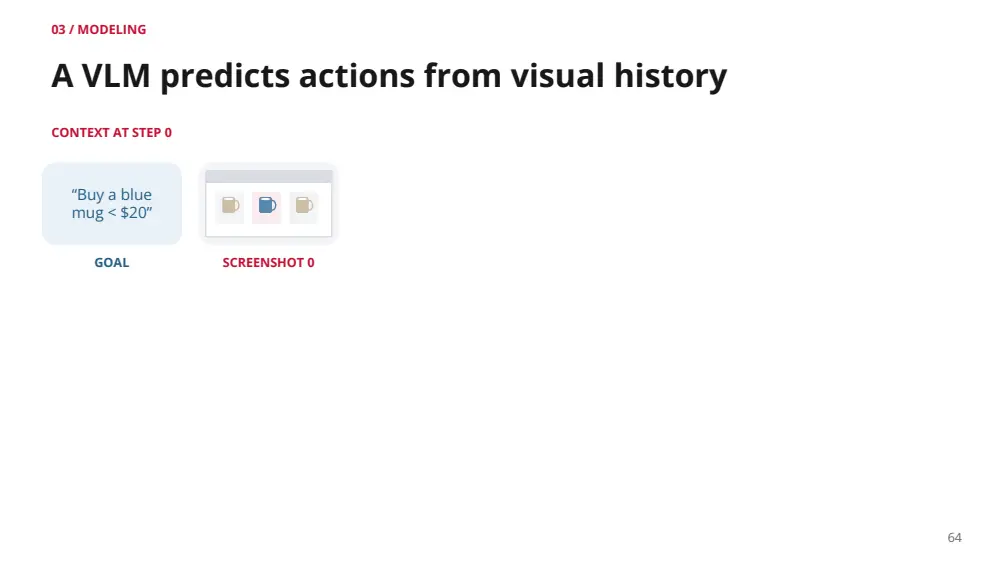 03 / MODELING
A VLM predicts actions from visual history
CONTEXT AT STEP 0
“Buy a blue
mug < $20”
GOAL
SCREENSHOT 0
64